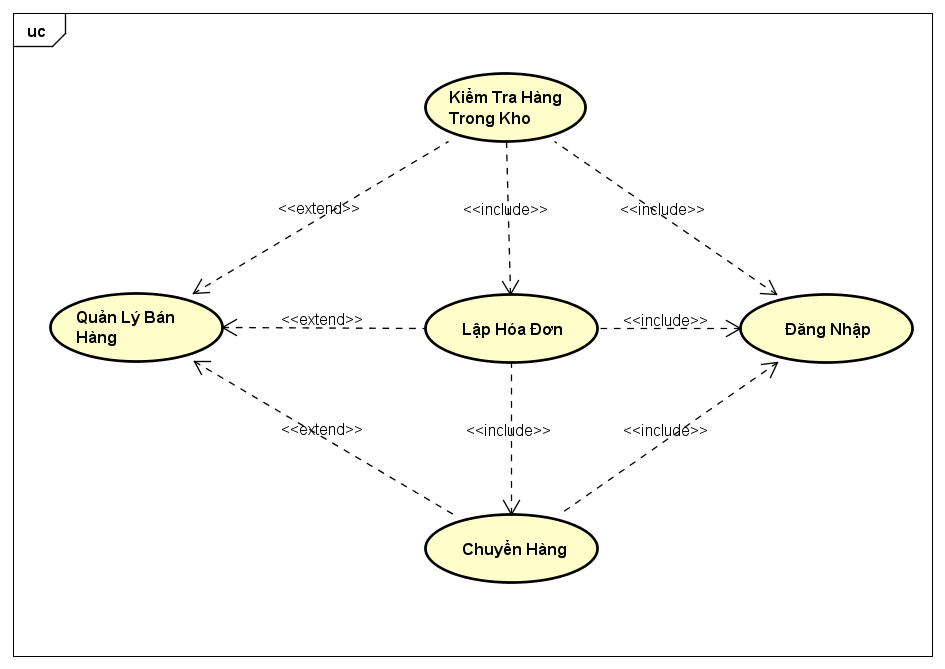 uc
Kiểm Tra Hàng
Trong Kho
<<extend>>
<<include>>
<<include>>
Quản Lý Bán
Hàng
<<extend>>
Lập Hóa Đơn
<<include>>
Đăng Nhập
<<extend>>
<<include>>
<<include>>
Chuyển Hàng